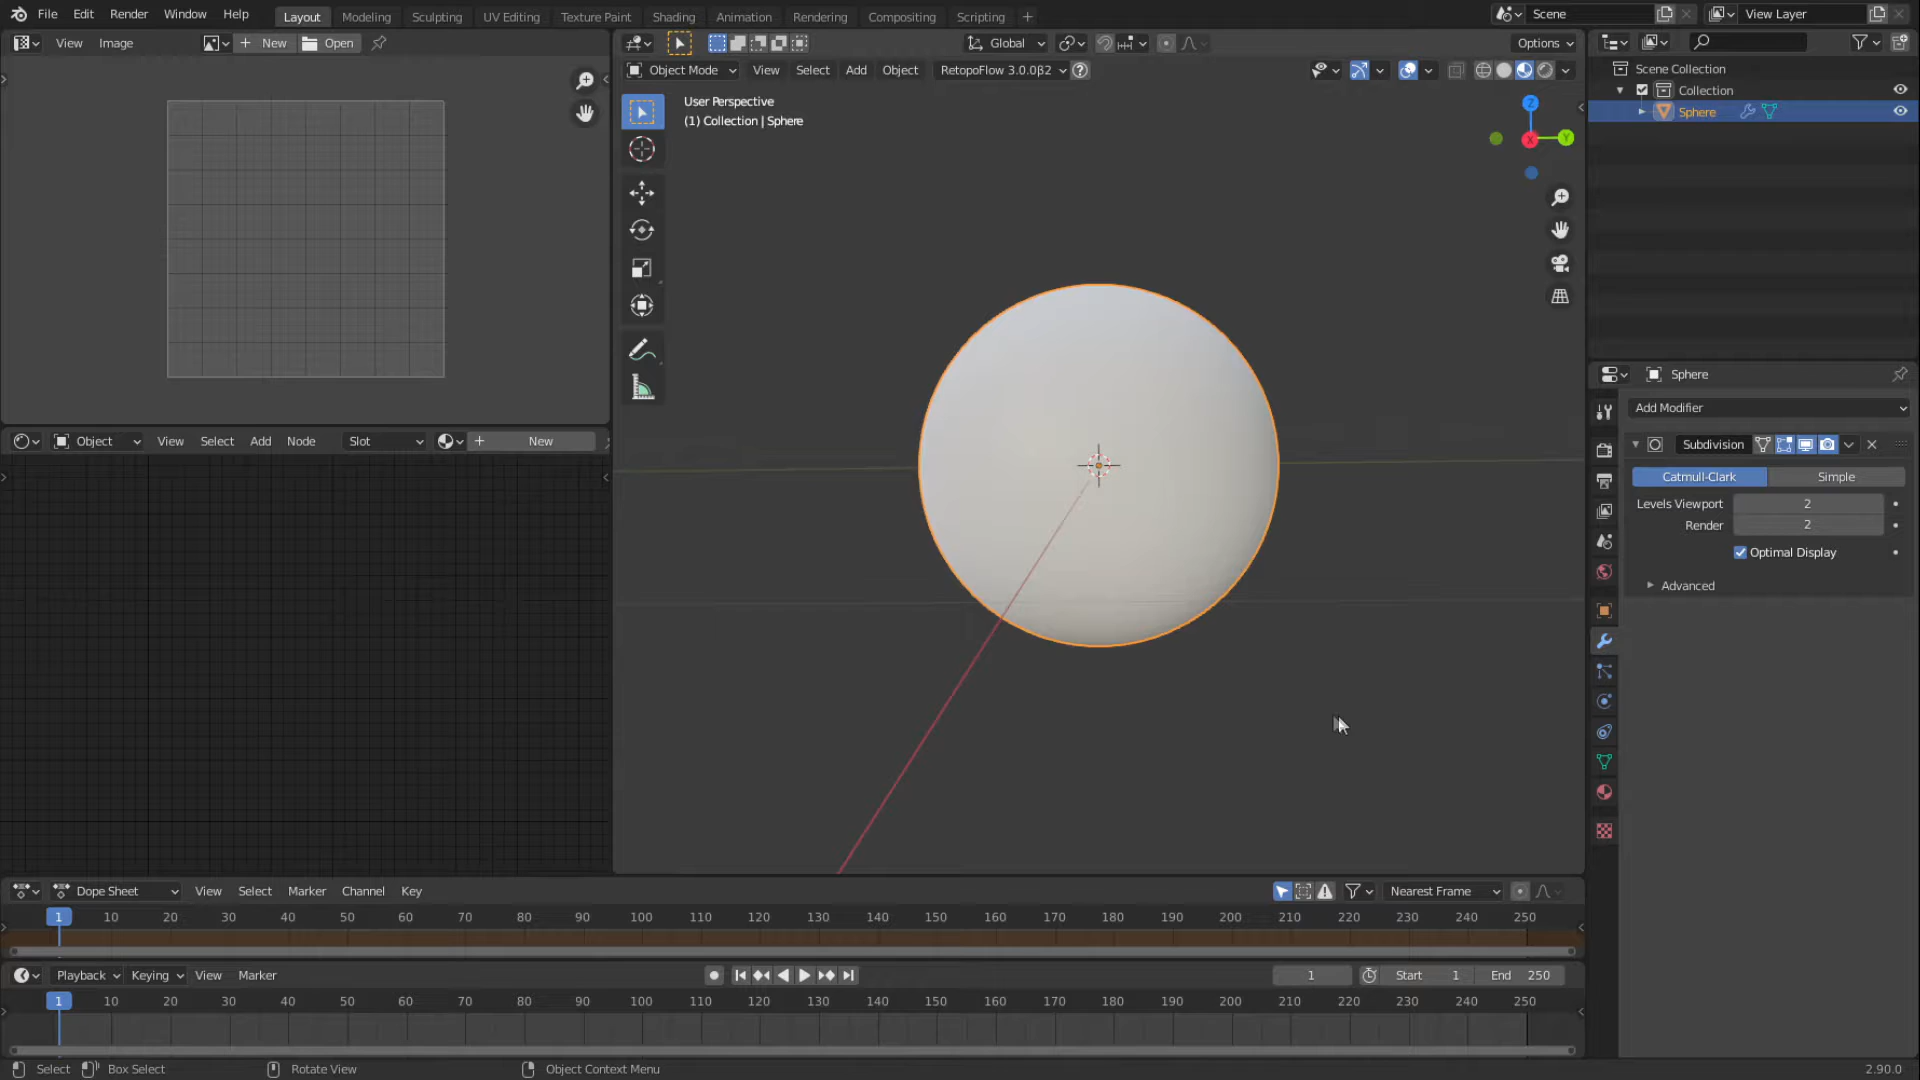 File Edit Render Window Help
Layout Modeling Sculpting UV Editing Texture Paint Shading Animation Rendering Compositing Scripting +
Scene
View Layer
View Image
New
Open
Global
Options
Object Mode View Select Add Object RetopoFlow 3.0.0β2
User Perspective
(1) Collection | Sphere
Z
Y
X
Scene Collection
Collection
Sphere
Sphere
Add Modifier
Subdivision
Catmull-Clark Simple
Levels Viewport 2
Render 2
Optimal Display
Advanced
Object View Select Add Node Slot New
Dope Sheet View Select Marker Channel Key
Nearest Frame
1 10 20 30 40 50 60 70 80 90 100 110 120 130 140 150 160 170 180 190 200 210 220 230 240 250
Playback Keying View Marker
1 Start 1 End 250
1 10 20 30 40 50 60 70 80 90 100 110 120 130 140 150 160 170 180 190 200 210 220 230 240 250
Select Box Select Rotate View Object Context Menu
2.90.0